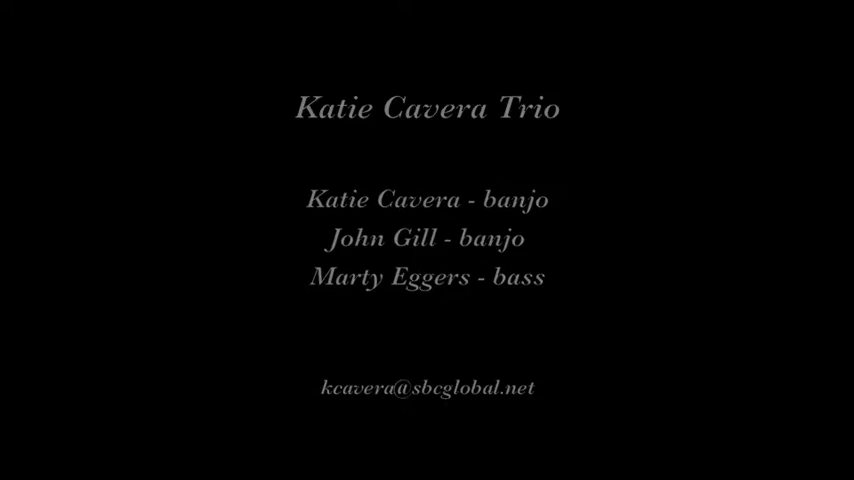 Katie Cavera Trio
Katie Cavera - banjo
John Gill - banjo
Marty Eggers - bass
kcavera@sbcglobal.net